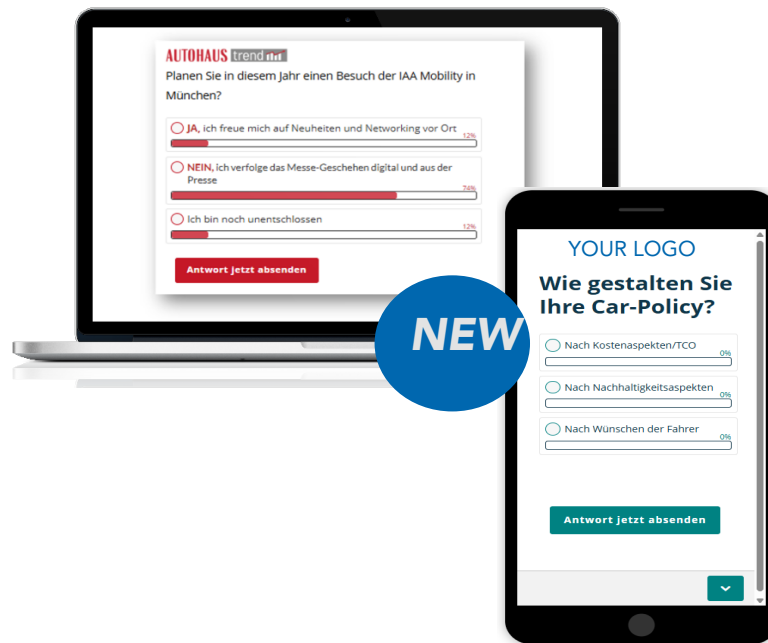 AUTOHAUS trend
Planen Sie in diesem Jahr einen Besuch der IAA Mobility in
München?
JA, ich freue mich auf Neuheiten und Networking vor Ort
12%
NEIN, ich verfolge das Messe-Geschehen digital und aus der
Presse
74%
Ich bin noch unentschlossen
12%
Antwort jetzt absenden
NEW
YOUR LOGO
Wie gestalten Sie
Ihre Car-Policy?
Nach Kostenaspekten/TCO
0%
Nach Nachhaltigkeitsaspekten
0%
Nach Wünschen der Fahrer
0%
Antwort jetzt absenden